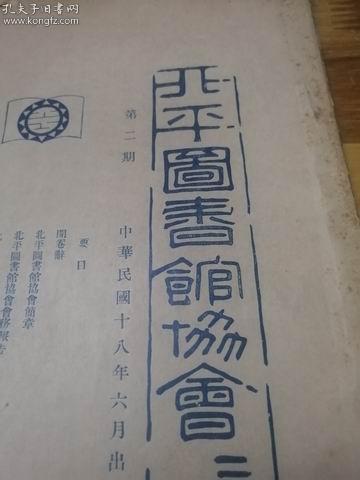 孔夫子旧书网
www.kongfz.com
北平圖書館協會
第二期
中華民國十八年六月出
要目
開卷辭
北平圖書館協會簡章
北平圖書館協會會務報告